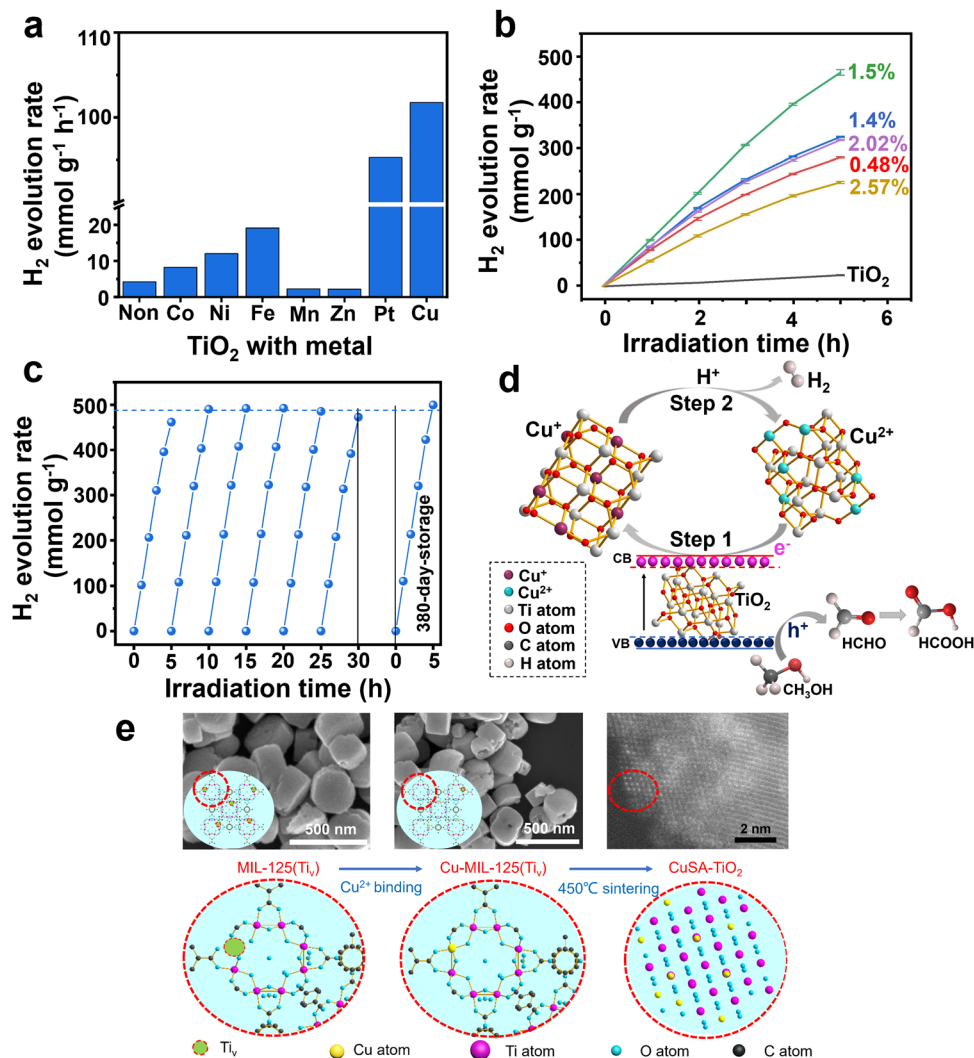 a
110
100
20
10
0
H₂ evolution rate
(mmol g⁻¹ h⁻¹)
Non Co Ni Fe Mn Zn Pt Cu
TiO₂ with metal
b
500
400
300
200
100
0
H₂ evolution rate
(mmol g⁻¹)
1.5%
1.4%
2.02%
0.48%
2.57%
TiO₂
0 2 4 6
Irradiation time (h)
c
500
400
300
200
100
0
H₂ evolution rate
(mmol g⁻¹)
380-day-storage
0 5 10 15 20 25 30 0 5
Irradiation time (h)
d
H⁺
H₂
Step 2
Cu⁺
Cu²⁺
Step 1
e⁻
CB
TiO₂
VB
h⁺
HCHO
HCOOH
CH₃OH
Cu⁺
Cu²⁺
Ti atom
O atom
C atom
H atom
e
500 nm
500 nm
2 nm
MIL-125(Tiᵥ)
Cu-MIL-125(Tiᵥ)
CuSA-TiO₂
Cu²⁺ binding
450℃ sintering
Tiᵥ
Cu atom
Ti atom
O atom
C atom